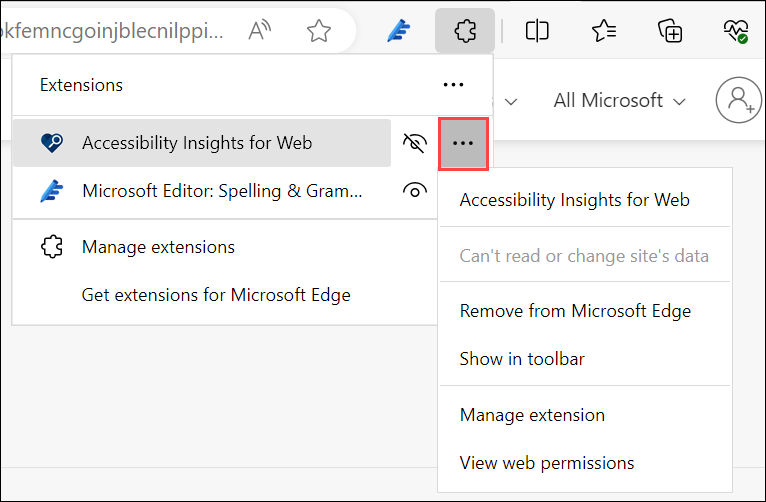 okfemncgoinjblecnilppi...
Extensions
All Microsoft
Accessibility Insights for Web
Microsoft Editor: Spelling & Gram...
Manage extensions
Get extensions for Microsoft Edge
Accessibility Insights for Web
Can't read or change site's data
Remove from Microsoft Edge
Show in toolbar
Manage extension
View web permissions